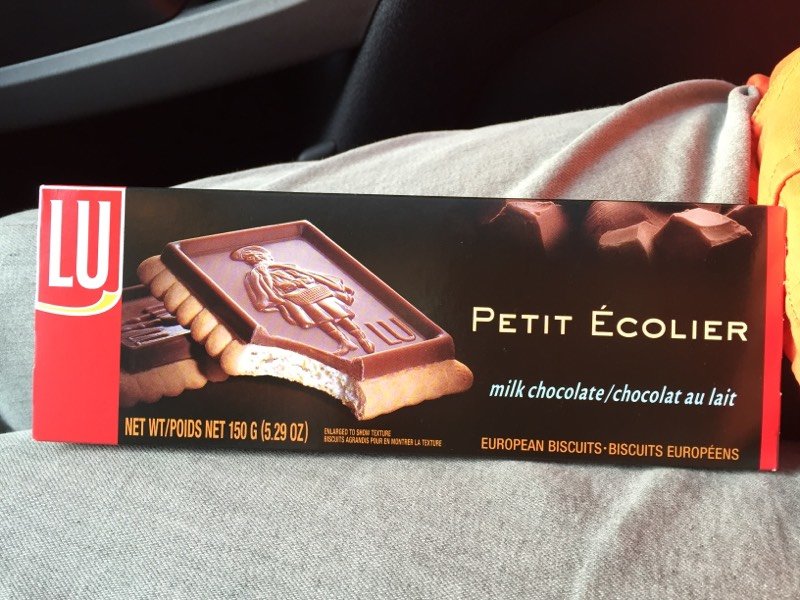 LU
LU
PETIT ÉCOLIER
milk chocolate/chocolat au lait
NET WT/POIDS NET 150 G (5.29 OZ)
ENLARGED TO SHOW TEXTURE
BISCUITS AGRANDIS POUR EN MONTRER LA TEXTURE
EUROPEAN BISCUITS · BISCUITS EUROPÉENS